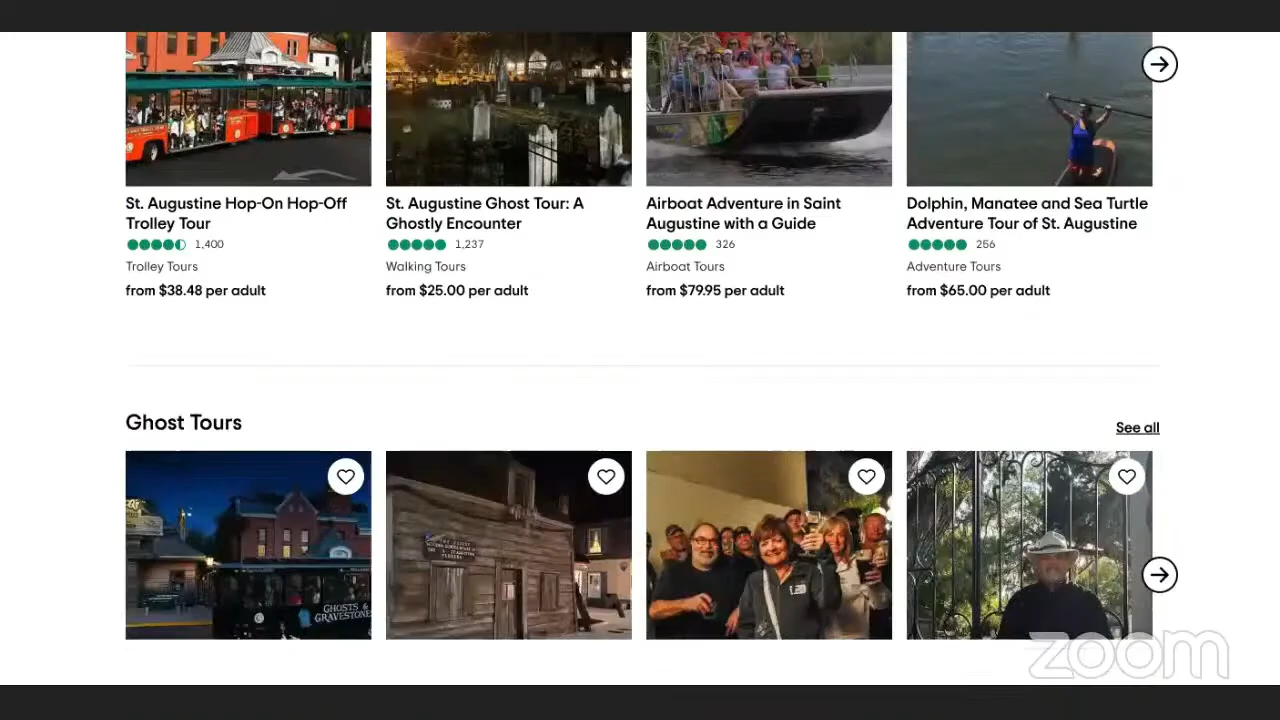 St. Augustine Hop-On Hop-Off
Trolley Tour
1,400
Trolley Tours
from $38.48 per adult
St. Augustine Ghost Tour: A
Ghostly Encounter
1,237
Walking Tours
from $25.00 per adult
Airboat Adventure in Saint
Augustine with a Guide
326
Airboat Tours
from $79.95 per adult
Dolphin, Manatee and Sea Turtle
Adventure Tour of St. Augustine
256
Adventure Tours
from $65.00 per adult
Ghost Tours
See all
GHOSTS &
GRAVESTONES
zoom